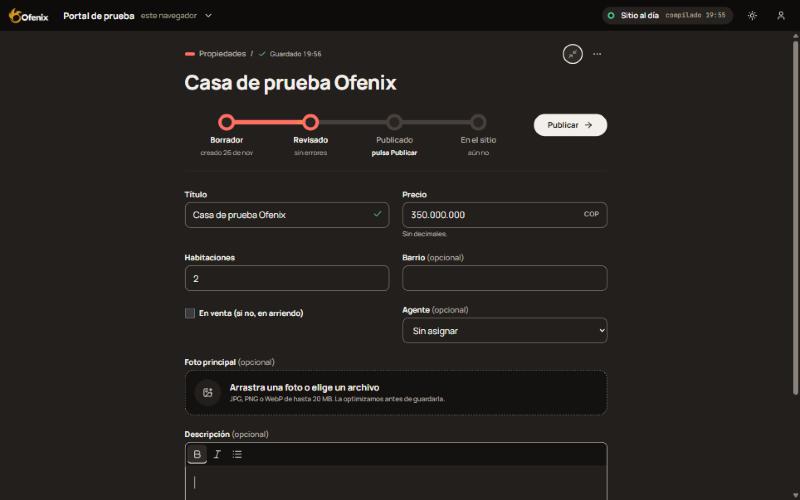 Ofenix Portal de prueba este navegador Sitio al día compilado 19:55
Propiedades / Guardado 19:56
Casa de prueba Ofenix
Publicar →
Borrador Revisado Publicado En el sitio
creado 26 de nov sin errores pulsa Publicar aún no
Título Precio
Casa de prueba Ofenix 350.000.000 COP
Sin decimales.
Habitaciones Barrio (opcional)
2
En venta (si no, en arriendo) Agente (opcional)
Sin asignar
Foto principal (opcional)
Arrastra una foto o elige un archivo
JPG, PNG o WebP de hasta 20 MB. La optimizamos antes de guardarla.
Descripción (opcional)
B I